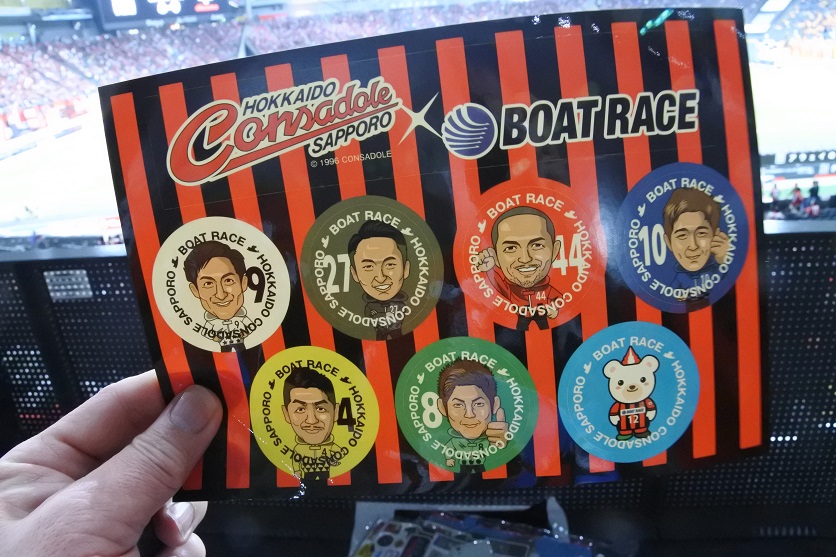 HOKKAIDO
Consadole
SAPPORO
© 1996 CONSADOLE
BOAT RACE
BOAT RACE HOKKAIDO CONSADOLE SAPPORO
9
BOAT RACE HOKKAIDO CONSADOLE SAPPORO
27
BOAT RACE HOKKAIDO CONSADOLE SAPPORO
44
44
BOAT RACE HOKKAIDO CONSADOLE SAPPORO
10
BOAT RACE HOKKAIDO CONSADOLE SAPPORO
4
4
BOAT RACE HOKKAIDO CONSADOLE SAPPORO
8
8
BOAT RACE HOKKAIDO CONSADOLE SAPPORO
12